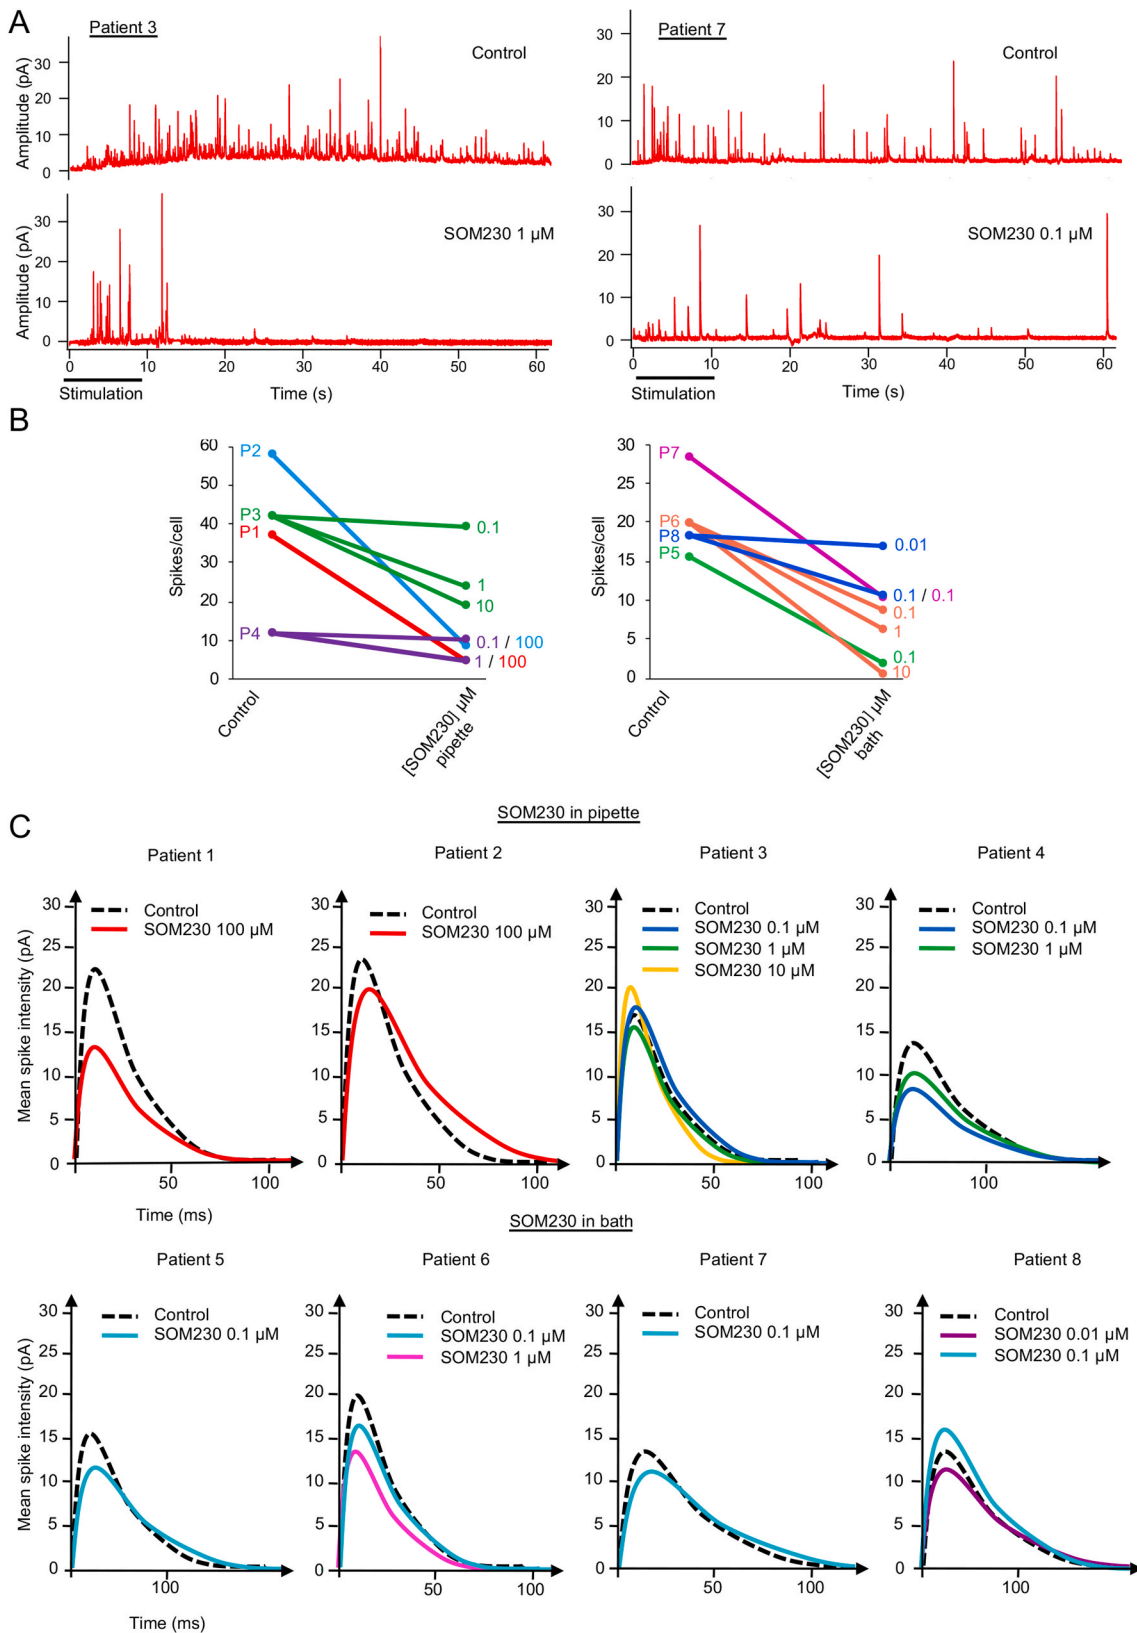 A
Patient 3
Control
Amplitude (pA)
30
20
10
0
SOM230 1 µM
Amplitude (pA)
30
20
10
0
0 10 20 30 40 50 60
Stimulation
Time (s)
Patient 7
Control
30
20
10
0
SOM230 0.1 µM
30
20
10
0
0 10 20 30 40 50 60
Stimulation
Time (s)
B
Spikes/cell
60
50
40
30
20
10
0
P2
P3
P1
P4
0.1
1
10
0.1 / 100
1 / 100
Control
[SOM230] µM
pipette
Spikes/cell
30
25
20
15
10
5
0
P7
P6
P8
P5
0.01
0.1 / 0.1
0.1
1
0.1
10
Control
[SOM230] µM
bath
C
SOM230 in pipette
Patient 1
Control
SOM230 100 µM
Mean spike intensity (pA)
30
25
20
15
10
5
0
50 100
Time (ms)
Patient 2
Control
SOM230 100 µM
30
25
20
15
10
5
0
50 100
Patient 3
Control
SOM230 0.1 µM
SOM230 1 µM
SOM230 10 µM
30
25
20
15
10
5
0
50 100
Patient 4
Control
SOM230 0.1 µM
SOM230 1 µM
30
25
20
15
10
5
0
100
SOM230 in bath
Patient 5
Control
SOM230 0.1 µM
Mean spike intensity (pA)
30
25
20
15
10
5
0
100
Time (ms)
Patient 6
Control
SOM230 0.1 µM
SOM230 1 µM
30
25
20
15
10
5
0
50 100
Patient 7
Control
SOM230 0.1 µM
30
25
20
15
10
5
0
50 100
Patient 8
Control
SOM230 0.01 µM
SOM230 0.1 µM
30
25
20
15
10
5
0
100